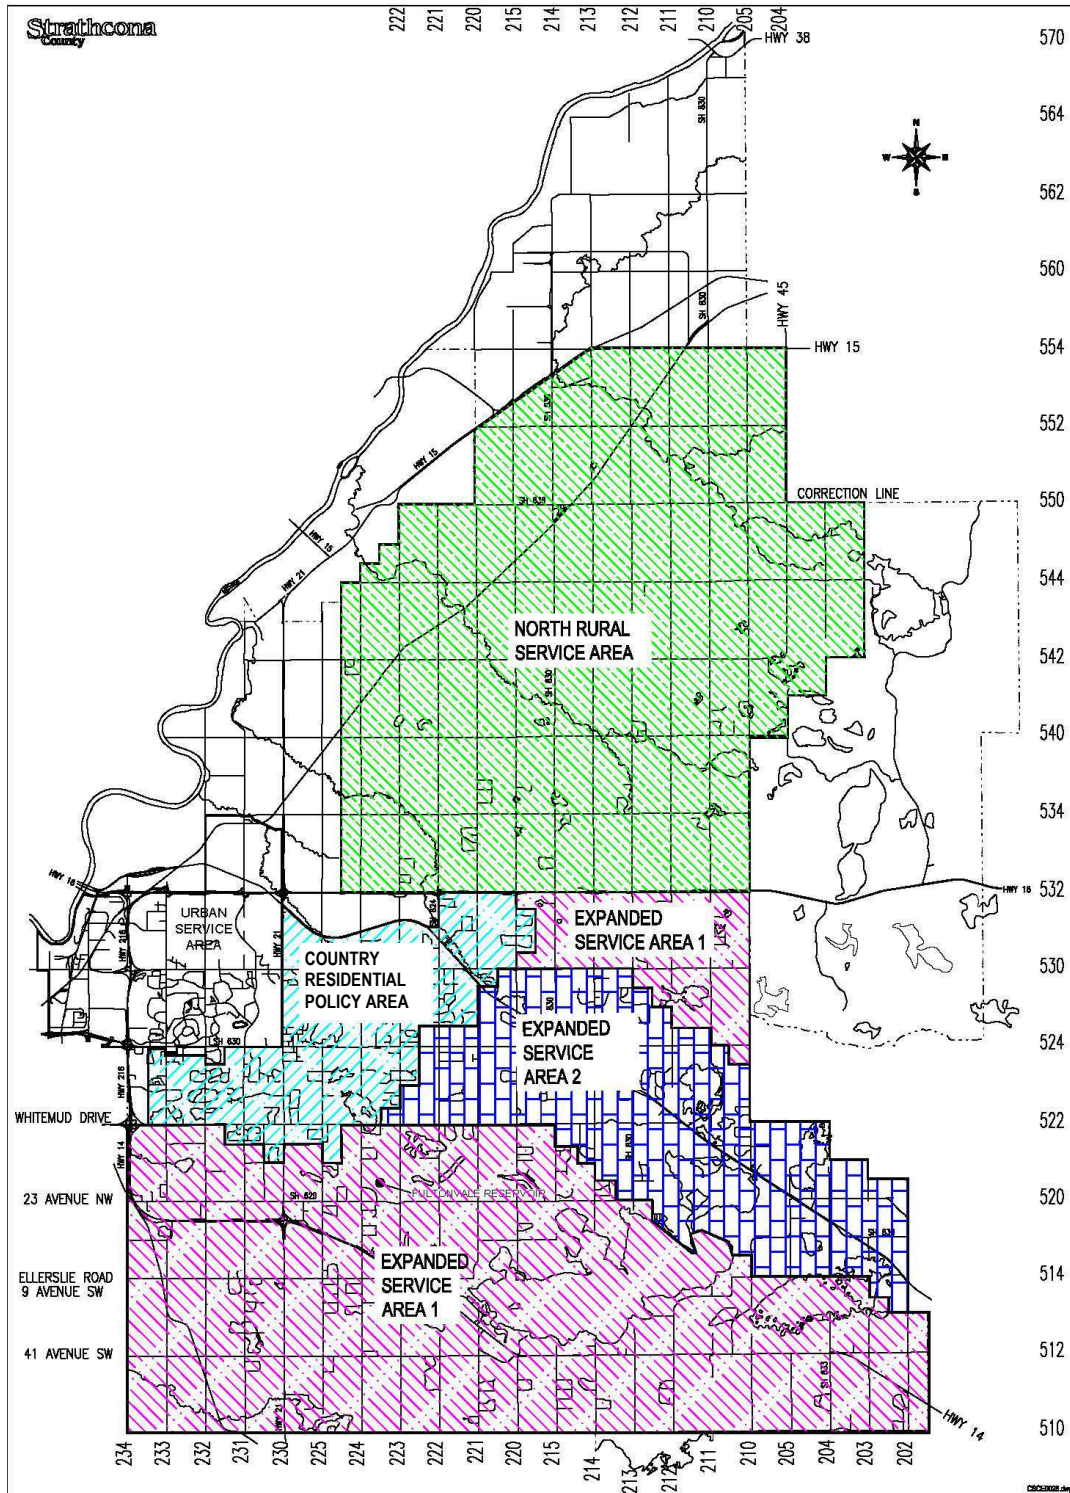 Strathcona
County
222
221
220
215
214
213
212
211
210
205
204
570
HWY 38
564
SH 830
562
560
HWY 45
SH 830
HWY 15
554
SH 830
552
HWY 15
CORRECTION LINE
550
SH 638
HWY 15
HWY 21
544
NORTH RURAL
SERVICE AREA
542
SH 830
540
534
HWY 16
532
HWY 16
URBAN
SERVICE
AREA
HWY 216
HWY 21
SH 824
EXPANDED
SERVICE AREA 1
COUNTRY
RESIDENTIAL
POLICY AREA
530
830
EXPANDED
SERVICE
AREA 2
SH 630
524
HWY 216
WHITEMUD DRIVE
522
HWY 14
SH 630
23 AVENUE NW
SH 628
FULTONVALE RESERVOIR
520
SH 630
EXPANDED
SERVICE
AREA 1
ELLERSLIE ROAD
9 AVENUE SW
514
41 AVENUE SW
SH 833
512
HWY 21
HWY 14
510
234
233
232
231
230
225
224
223
222
221
220
215
214
213
212
211
210
205
204
203
202